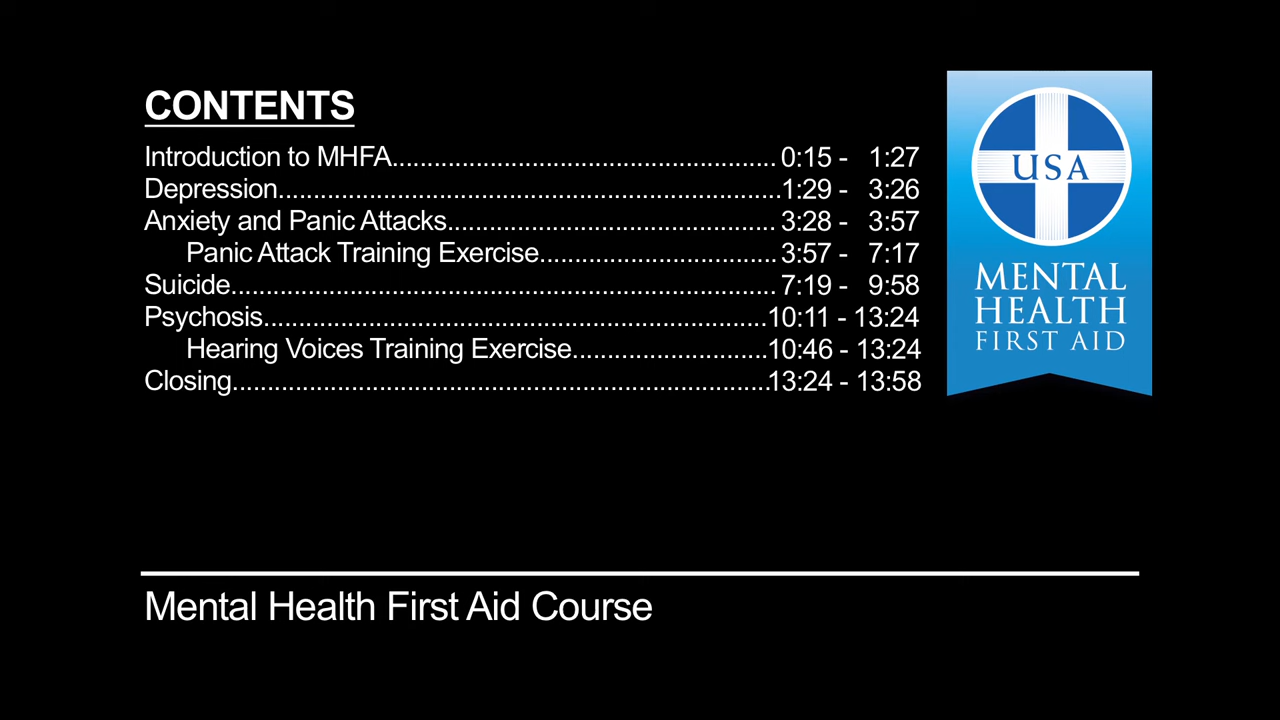 CONTENTS
Introduction to MHFA.............................................. 0:15 - 1:27
Depression............................................................1:29 - 3:26
Anxiety and Panic Attacks....................................... 3:28 - 3:57
Panic Attack Training Exercise............................ 3:57 - 7:17
Suicide................................................................. 7:19 - 9:58
Psychosis............................................................10:11 - 13:24
Hearing Voices Training Exercise.......................10:46 - 13:24
Closing................................................................13:24 - 13:58
USA
MENTAL
HEALTH
FIRST AID
Mental Health First Aid Course